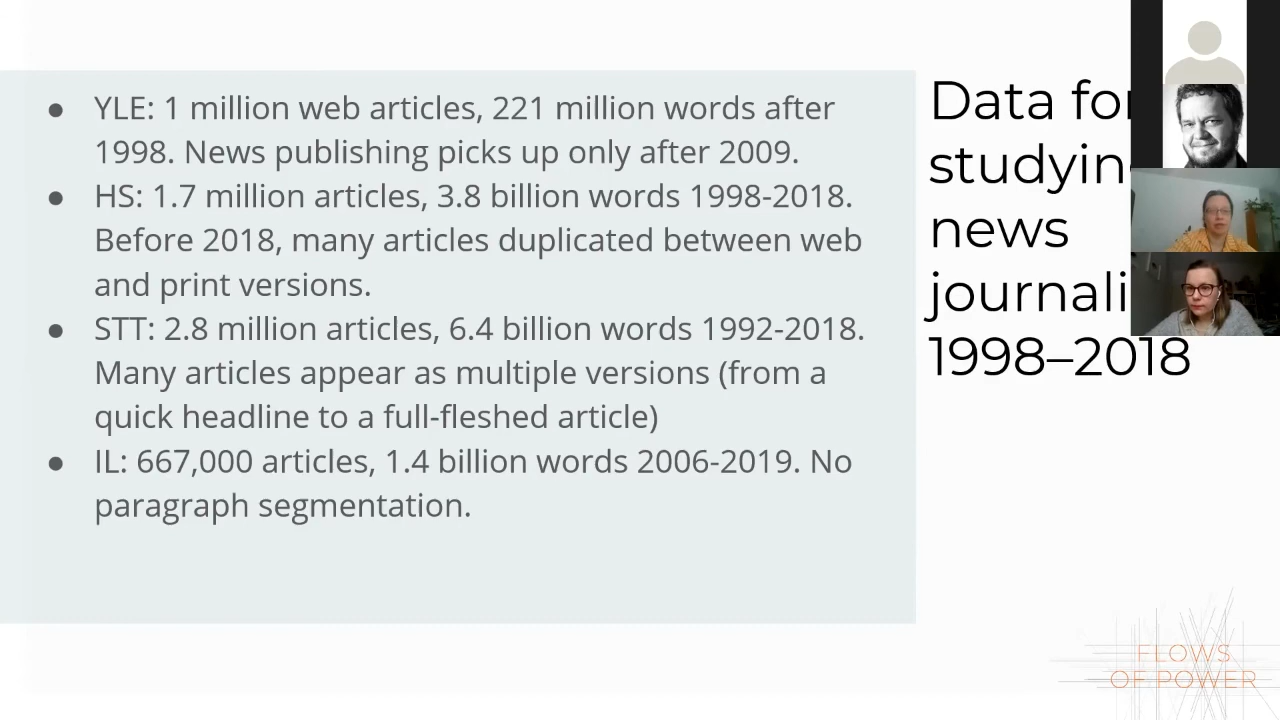 ● YLE: 1 million web articles, 221 million words after
1998. News publishing picks up only after 2009.
● HS: 1.7 million articles, 3.8 billion words 1998-2018.
Before 2018, many articles duplicated between web
and print versions.
● STT: 2.8 million articles, 6.4 billion words 1992-2018.
Many articles appear as multiple versions (from a
quick headline to a full-fleshed article)
● IL: 667,000 articles, 1.4 billion words 2006-2019. No
paragraph segmentation.
Data for
studyin
news
journali
1998–2018
FLOWS
OF POWER